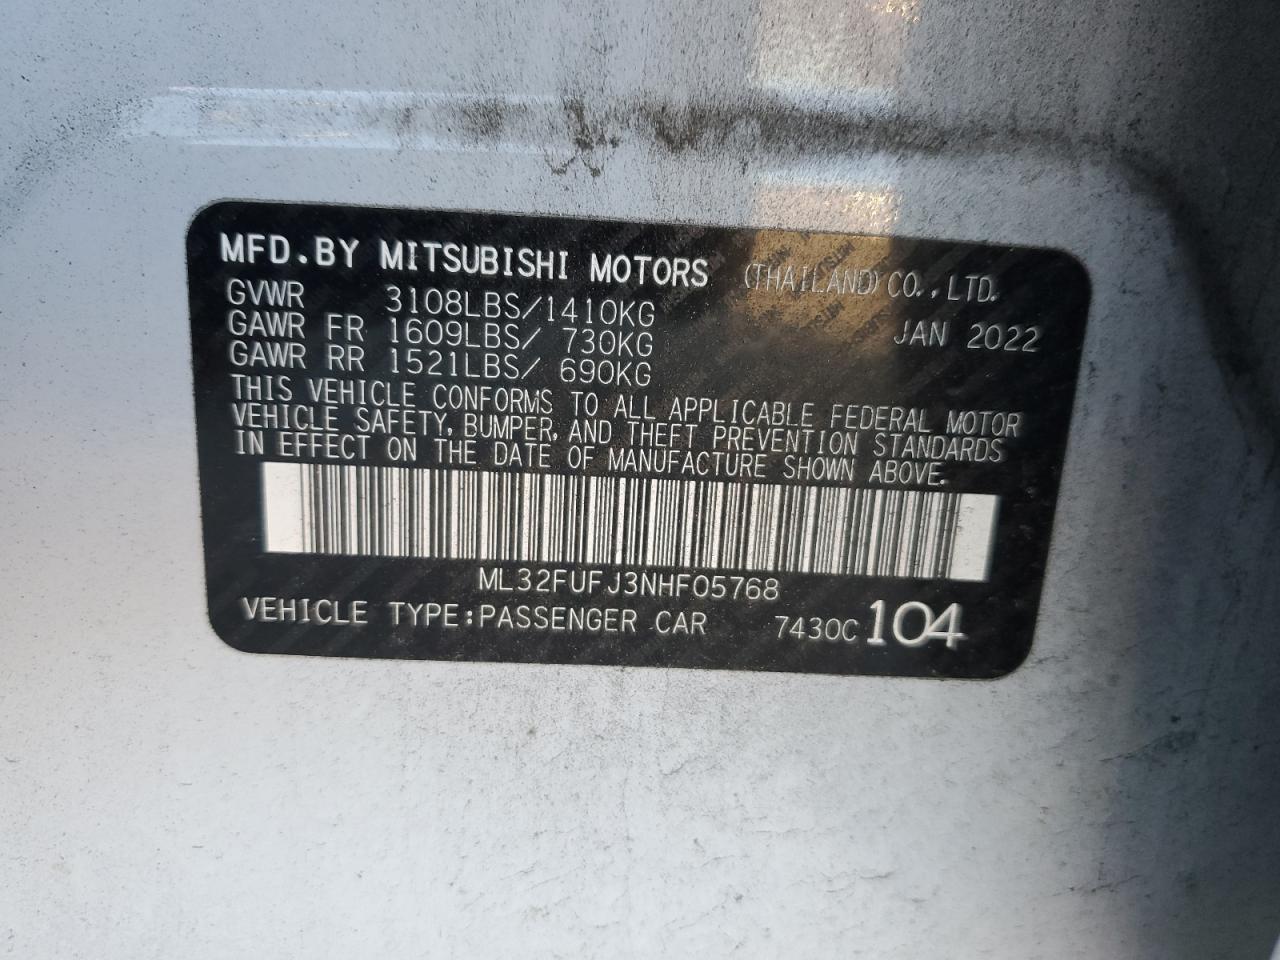 MFD.BY MITSUBISHI MOTORS (THAILAND) CO.,LTD.
GVWR 3108LBS/1410KG JAN 2022
GAWR FR 1609LBS/ 730KG
GAWR RR 1521LBS/ 690KG
THIS VEHICLE CONFORMS TO ALL APPLICABLE FEDERAL MOTOR
VEHICLE SAFETY, BUMPER, AND THEFT PREVENTION STANDARDS
IN EFFECT ON THE DATE OF MANUFACTURE SHOWN ABOVE.
ML32FUFJ3NHF05768
VEHICLE TYPE:PASSENGER CAR 7430C 104